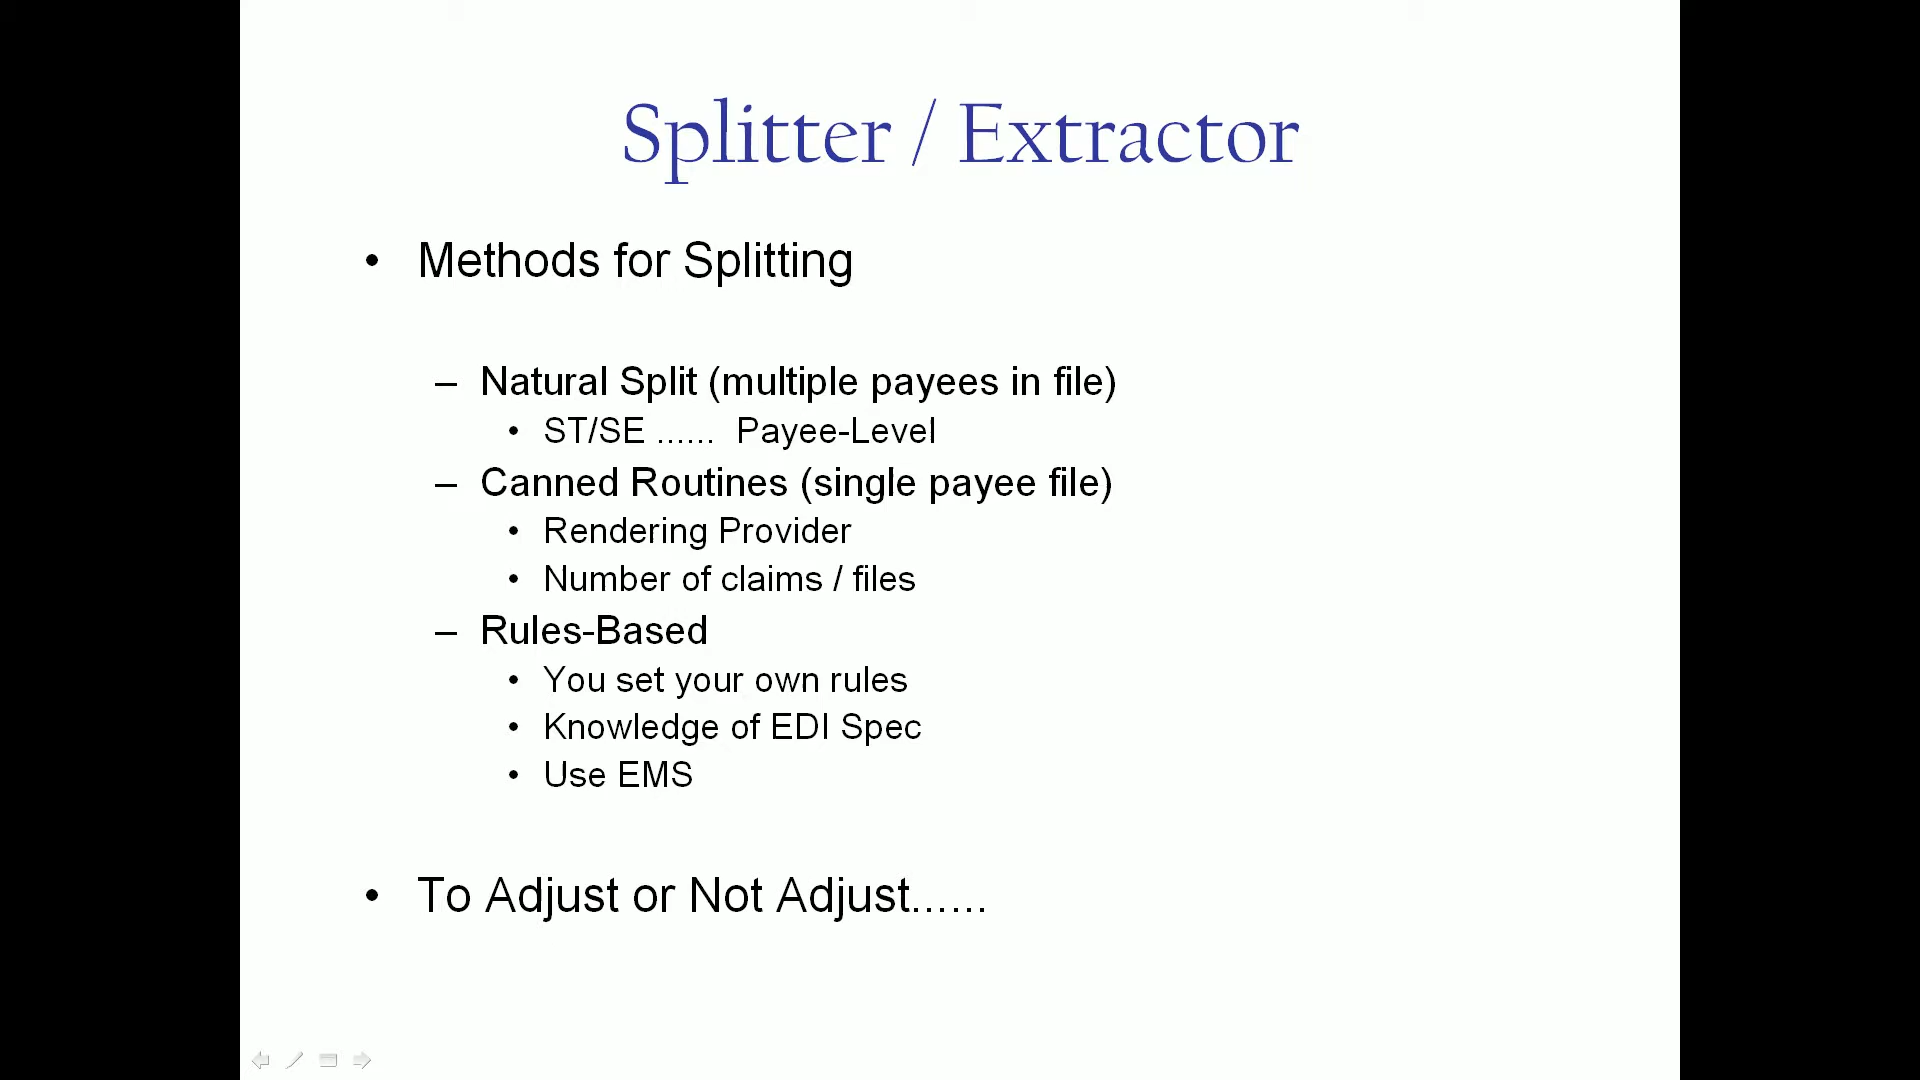 Splitter / Extractor
• Methods for Splitting
– Natural Split (multiple payees in file)
• ST/SE ...... Payee-Level
– Canned Routines (single payee file)
• Rendering Provider
• Number of claims / files
– Rules-Based
• You set your own rules
• Knowledge of EDI Spec
• Use EMS
• To Adjust or Not Adjust......